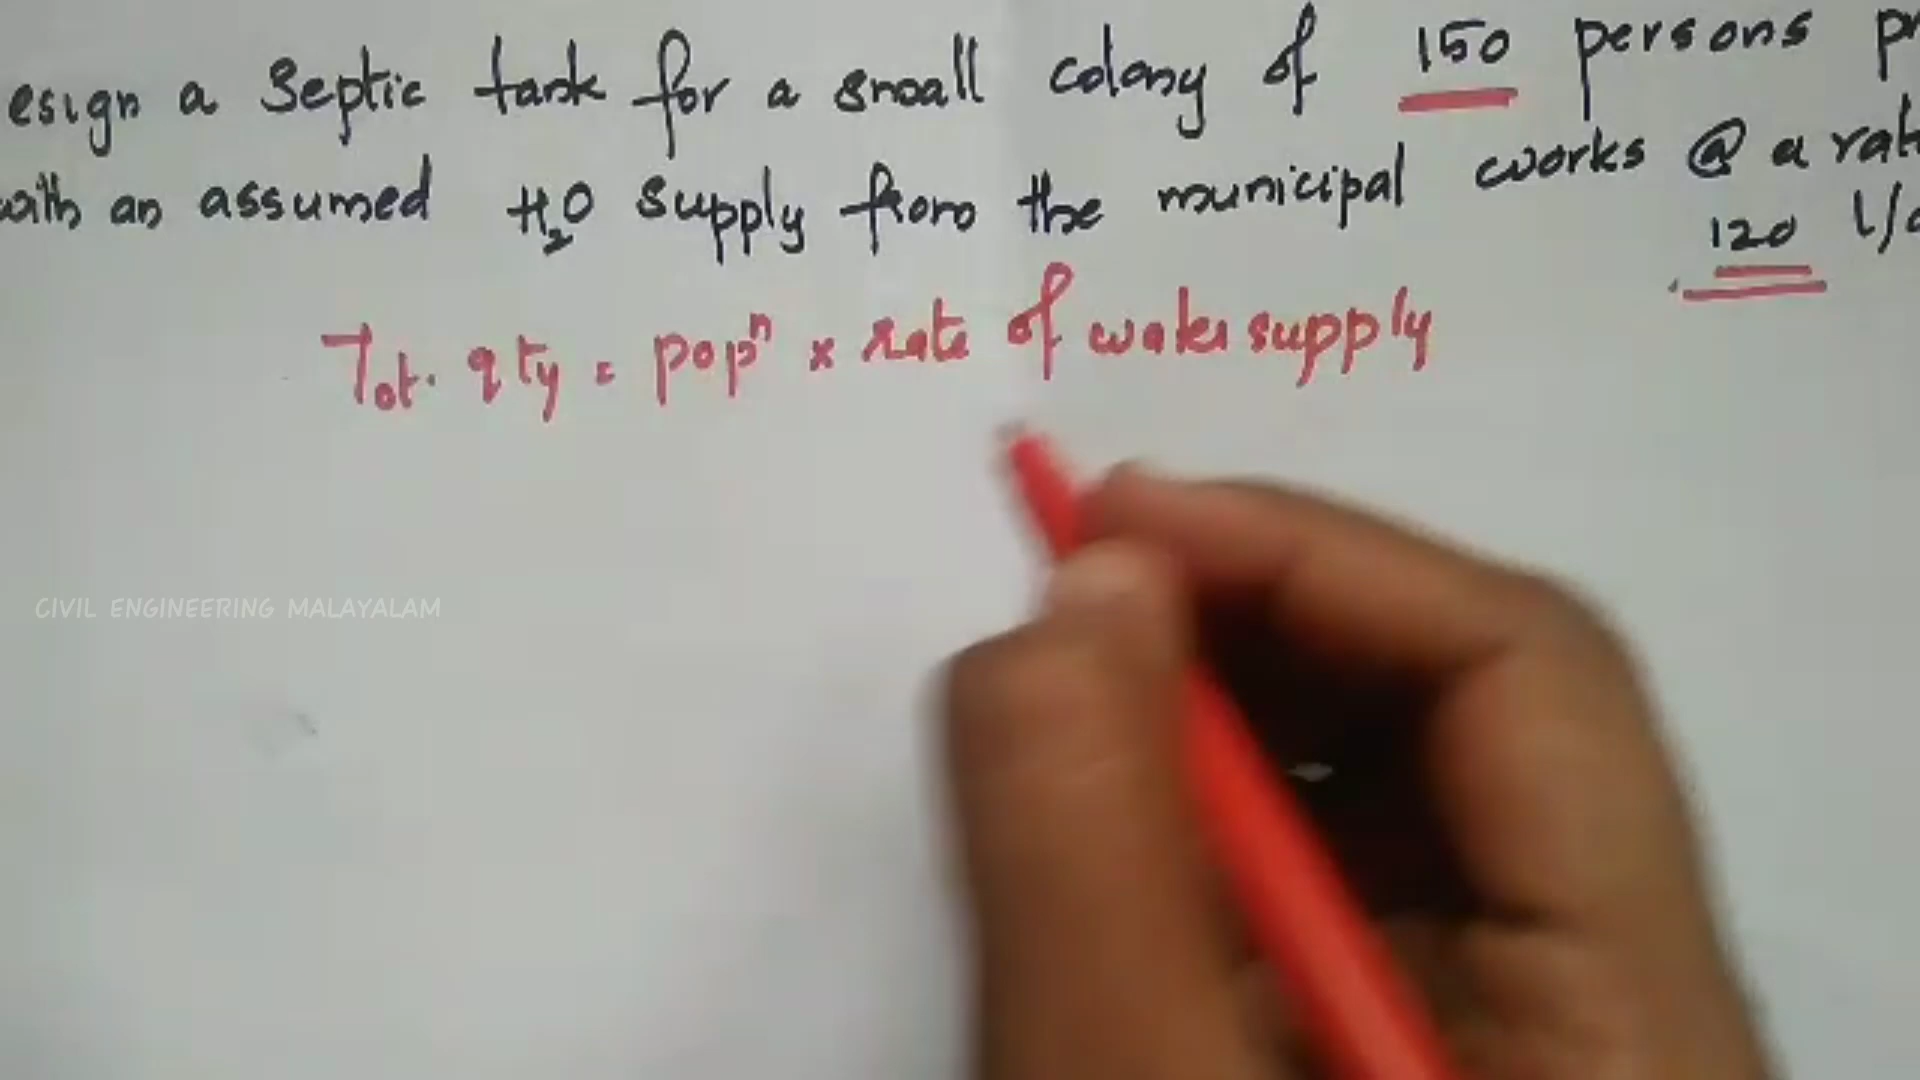 esign a Septic tank for a small colony of 150 persons pr
with an assumed H₂O supply from the municipal works @ a rat
120 l/c
Tot. qty = popⁿ × rate of water supply
CIVIL ENGINEERING MALAYALAM